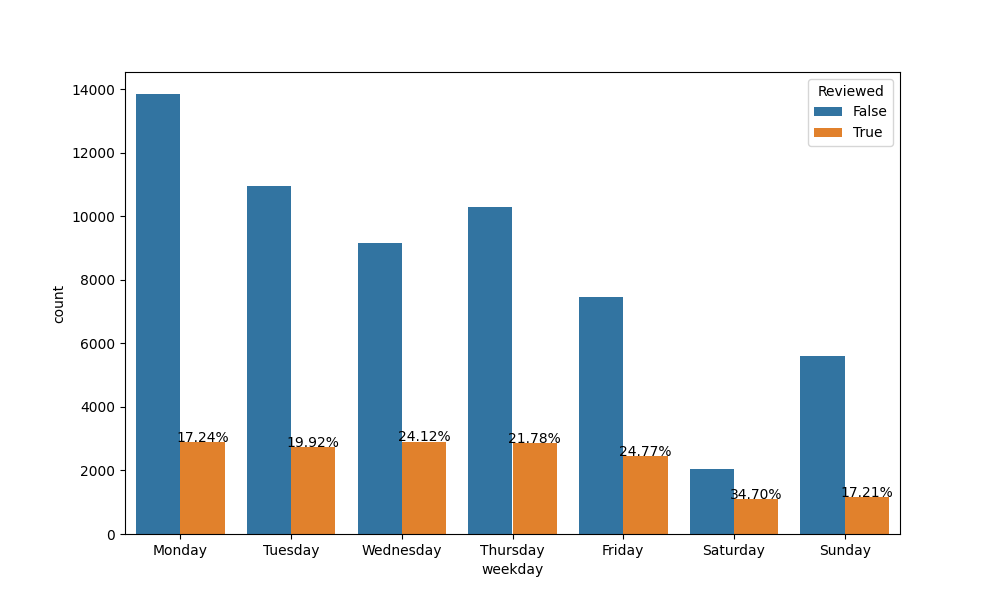 Reviewed
False
True
14000
12000
10000
8000
6000
4000
2000
0
count
17.24%
19.92%
24.12%
21.78%
24.77%
34.70%
17.21%
Monday
Tuesday
Wednesday
Thursday
Friday
Saturday
Sunday
weekday